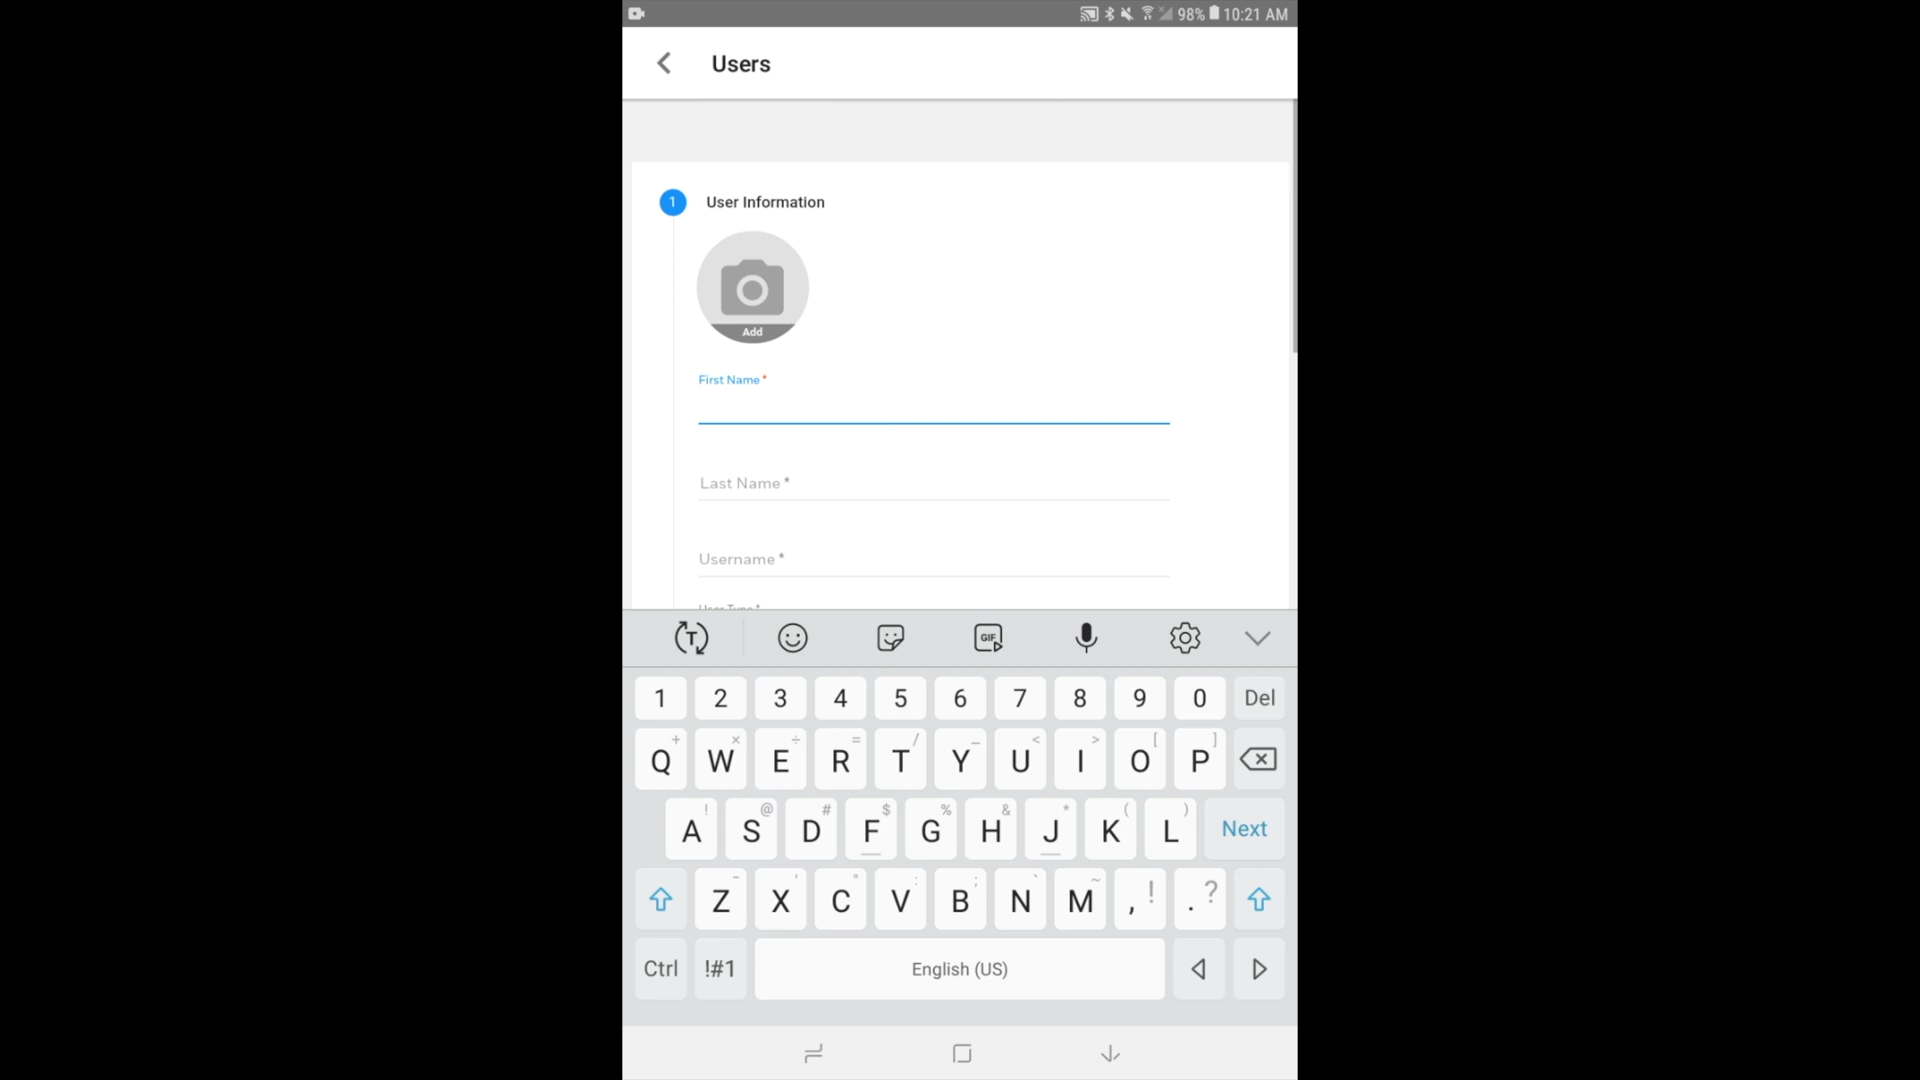 98% 10:21 AM
Users
1 User Information
Add
First Name *
Last Name *
Username *
User Type *
T GIF
1 2 3 4 5 6 7 8 9 0 Del
+ × ÷ = / _ < > [ ]
Q W E R T Y U I O P
! @ # $ % & * ( )
A S D F G H J K L Next
- ' " : ; ` ~ ! ?
Z X C V B N M , .
Ctrl !#1 English (US)